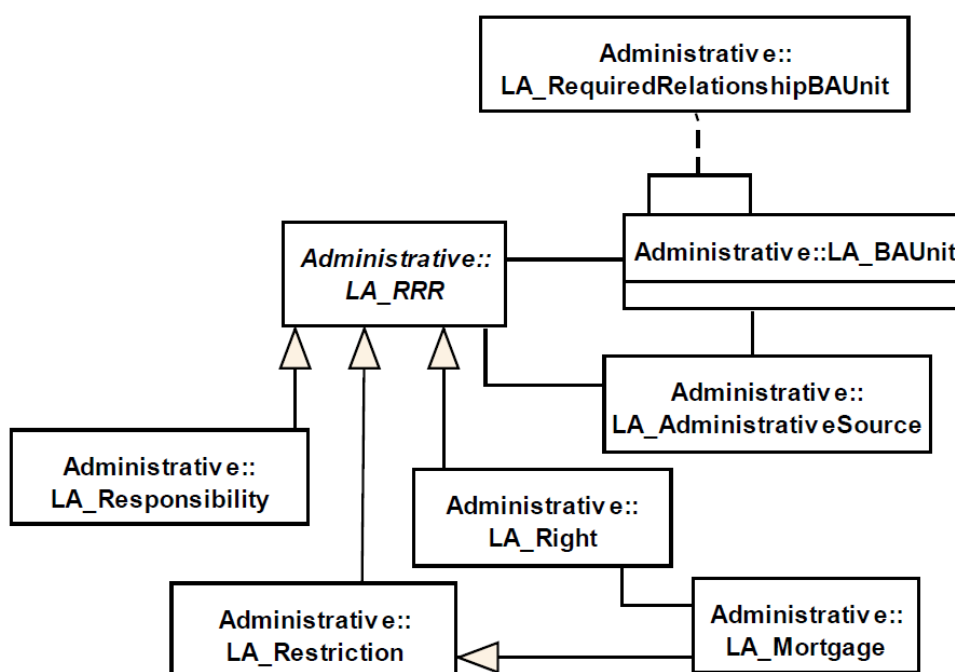 Administrative::
LA_RequiredRelationshipBAUnit
Administrative::
LA_RRR
Administrative::LA_BAUnit
Administrative::
LA_AdministrativeSource
Administrative::
LA_Responsibility
Administrative::
LA_Right
Administrative::
LA_Restriction
Administrative::
LA_Mortgage